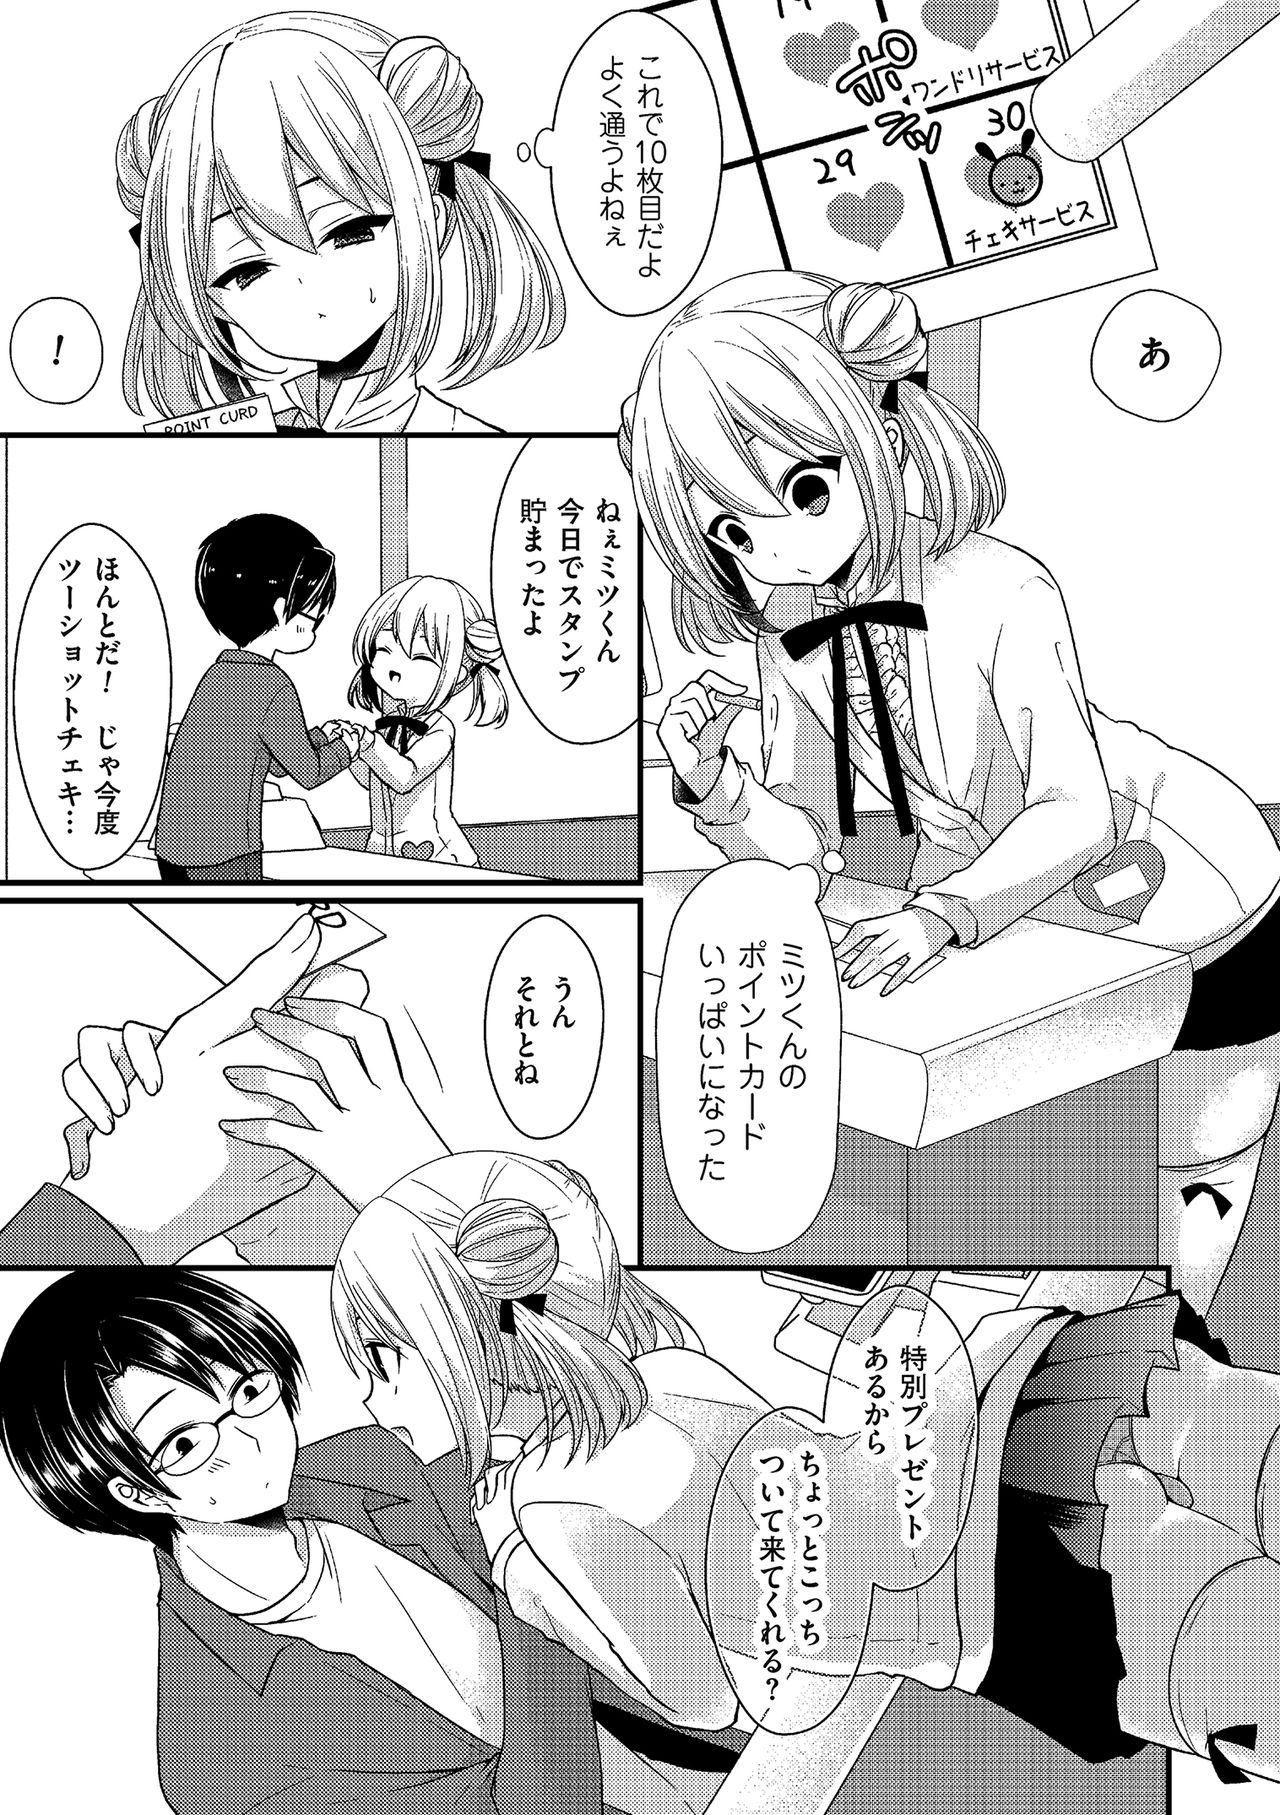 ポンッ
ワンドリサービス
29
30
チェキサービス
あ
ミツくんの
ポイントカード
いっぱいになった
これで10枚目だよ
よく通うよねぇ
！
POINT CURD
ねぇミツくん
今日でスタンプ
貯まったよ
ほんとだ！　じゃ今度
ツーショットチェキ…
うん
それとね
特別プレゼント
あるから
ちょっとこっち
ついて来てくれる？